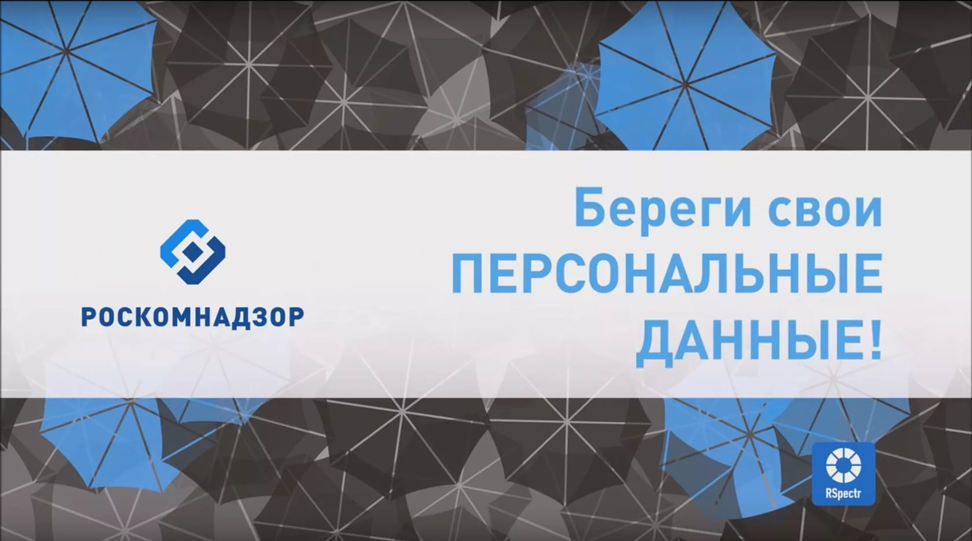 Береги свои
ПЕРСОНАЛЬНЫЕ
ДАННЫЕ!
РОСКОМНАДЗОР
RSpectr